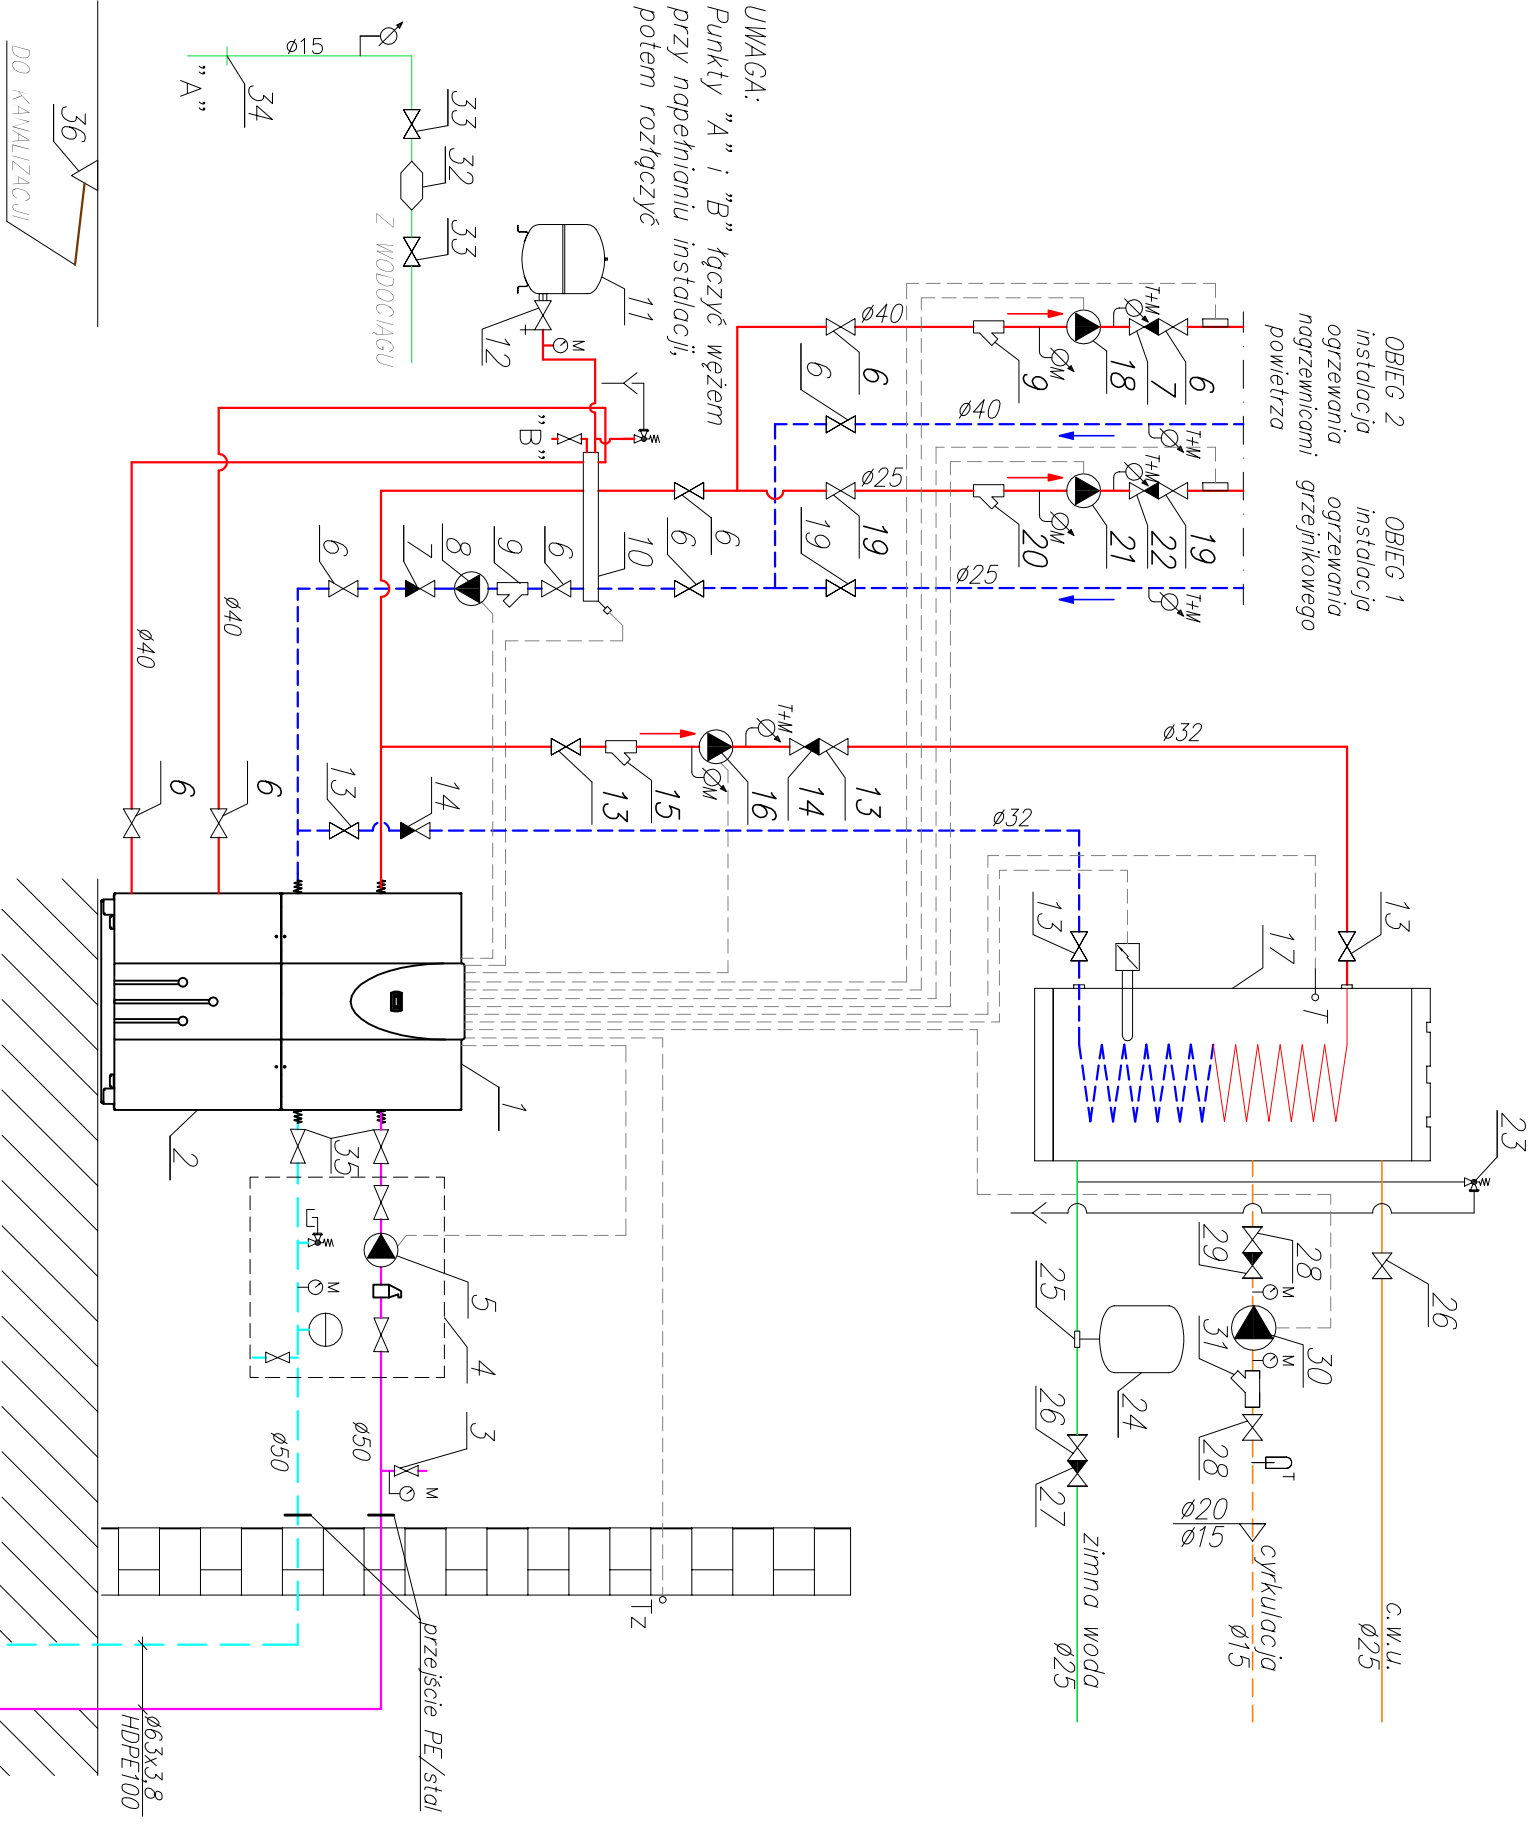 UWAGA:
Punkty "A" i "B" łączyć wężem
przy napełnianiu instalacji,
potem rozłączyć
OBIEG 2
instalacja
ogrzewania
nagrzewnicami
powietrza
OBIEG 1
instalacja
ogrzewania
grzejnikowego
DO KANALIZACJI
36
ø15
"A"
34
33
32
33
Z WODOCIĄGU
11
12
M
"B"
ø40
6
6
9
M
18
T+M
7
6
ø40
T+M
ø25
19
19
20
M
21
T+M
22
19
ø25
T+M
6
6
10
6
9
8
7
6
ø40
ø40
6
6
13
14
13
15
M
16
T+M
14
13
ø32
ø32
13
13
17
T
23
1
2
35
M
5
4
3
M
ø50
ø50
przejście PE/stal
Tz
ø63x3,8
HDPE100
25
24
26
27
zimna woda
ø25
28
29
M
30
M
31
28
T
ø20
ø15
cyrkulacja
ø15
26
c.w.u.
ø25